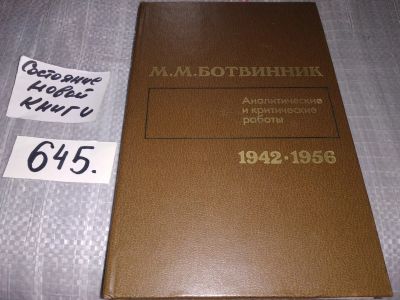 Состояние
новой
книги
645.
М.М.БОТВИННИК
Аналитические
и критические
работы
1942·1956